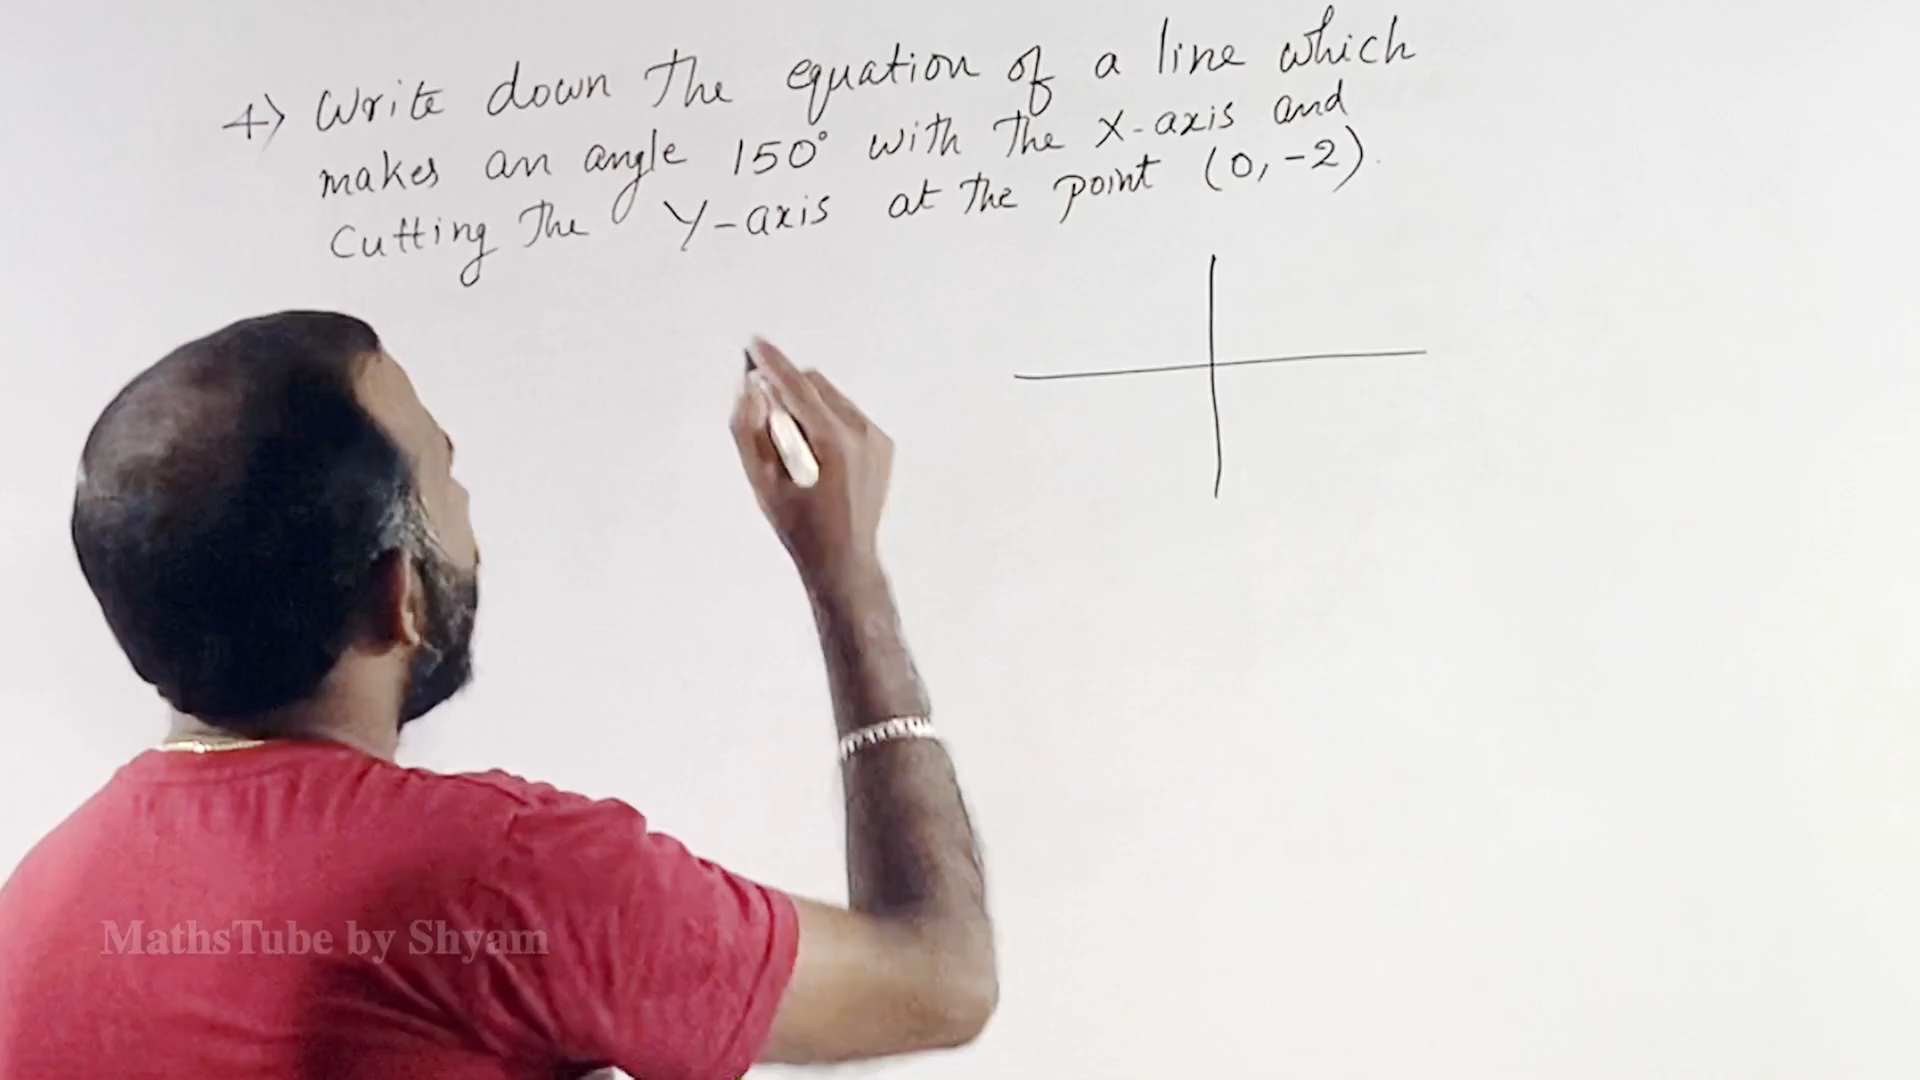 4) Write down the equation of a line which
makes an angle 150° with the X-axis and
Cutting the Y-axis at the point (0, -2).
MathsTube by Shyam